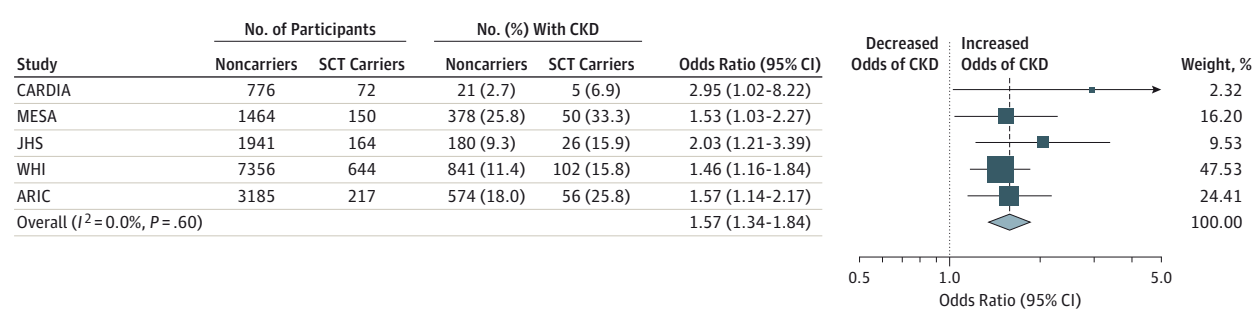 No. of Participants No. (%) With CKD Decreased Increased
Study Noncarriers SCT Carriers Noncarriers SCT Carriers Odds Ratio (95% CI) Odds of CKD Odds of CKD Weight, %
CARDIA 776 72 21 (2.7) 5 (6.9) 2.95 (1.02-8.22) 2.32
MESA 1464 150 378 (25.8) 50 (33.3) 1.53 (1.03-2.27) 16.20
JHS 1941 164 180 (9.3) 26 (15.9) 2.03 (1.21-3.39) 9.53
WHI 7356 644 841 (11.4) 102 (15.8) 1.46 (1.16-1.84) 47.53
ARIC 3185 217 574 (18.0) 56 (25.8) 1.57 (1.14-2.17) 24.41
Overall (I² = 0.0%, P = .60) 1.57 (1.34-1.84) 100.00
0.5 1.0 5.0
Odds Ratio (95% CI)